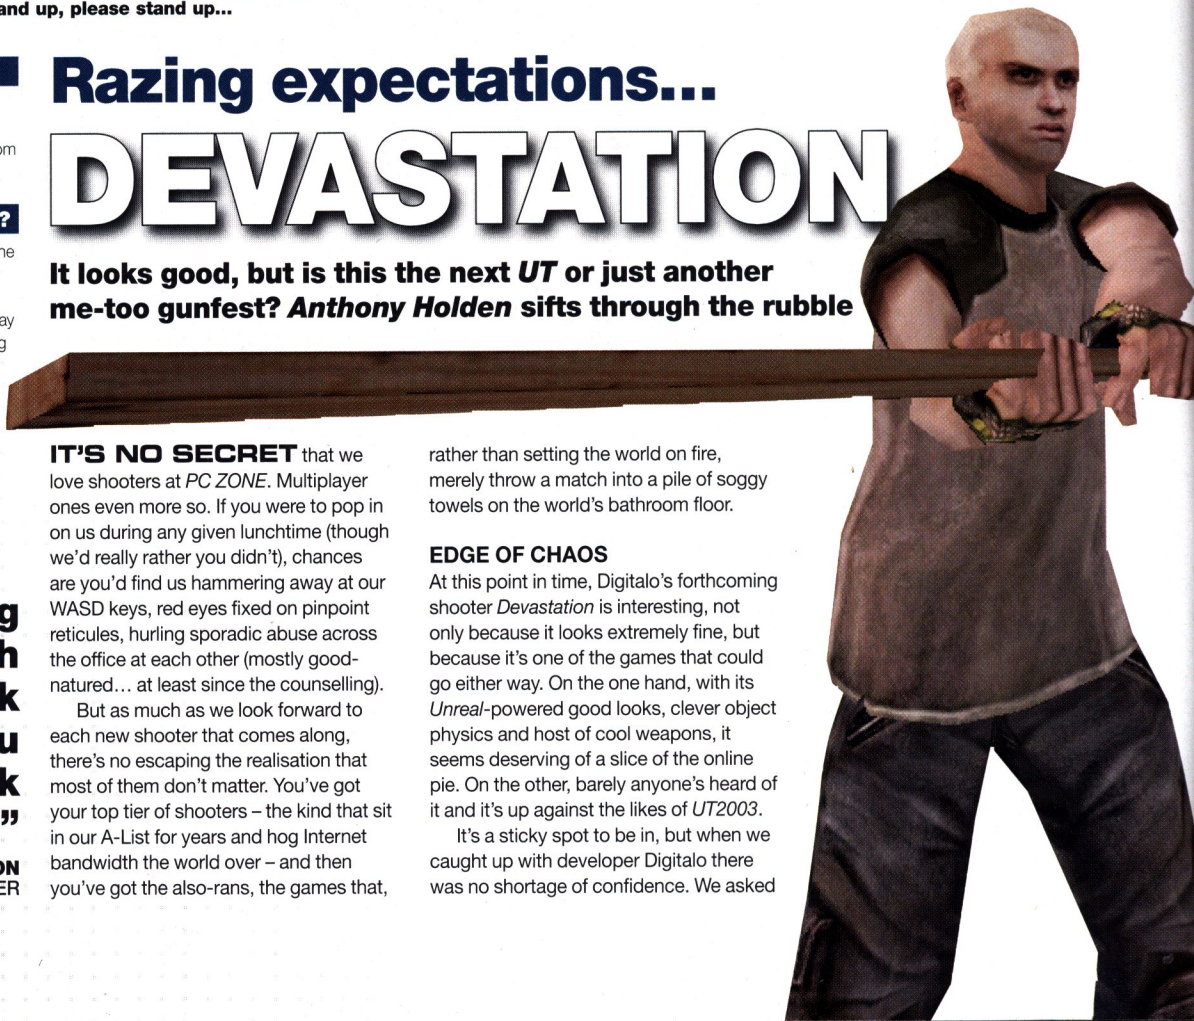 and up, please stand up...
Razing expectations...
DEVASTATION
It looks good, but is this the next UT or just another
me-too gunfest? Anthony Holden sifts through the rubble
om
?
ne
ay
g
g
h
k
u
k
”
ON
ER
IT'S NO SECRET that we
love shooters at PC ZONE. Multiplayer
ones even more so. If you were to pop in
on us during any given lunchtime (though
we'd really rather you didn't), chances
are you'd find us hammering away at our
WASD keys, red eyes fixed on pinpoint
reticules, hurling sporadic abuse across
the office at each other (mostly good-
natured... at least since the counselling).
But as much as we look forward to
each new shooter that comes along,
there's no escaping the realisation that
most of them don't matter. You've got
your top tier of shooters – the kind that sit
in our A-List for years and hog Internet
bandwidth the world over – and then
you've got the also-rans, the games that,
rather than setting the world on fire,
merely throw a match into a pile of soggy
towels on the world's bathroom floor.
EDGE OF CHAOS
At this point in time, Digitalo's forthcoming
shooter Devastation is interesting, not
only because it looks extremely fine, but
because it's one of the games that could
go either way. On the one hand, with its
Unreal-powered good looks, clever object
physics and host of cool weapons, it
seems deserving of a slice of the online
pie. On the other, barely anyone's heard of
it and it's up against the likes of UT2003.
It's a sticky spot to be in, but when we
caught up with developer Digitalo there
was no shortage of confidence. We asked